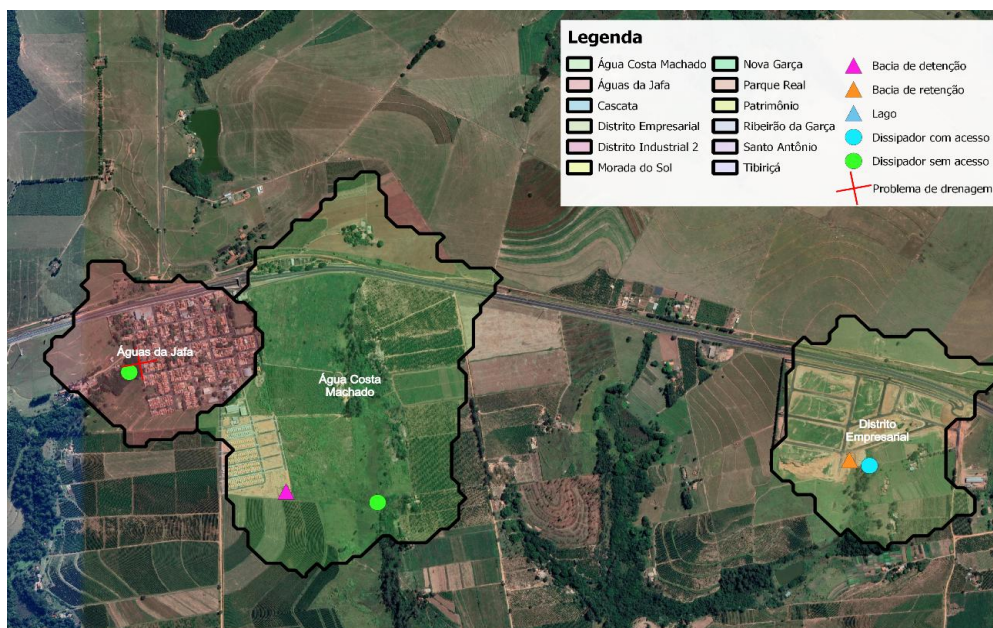 Legenda
Água Costa Machado
Águas da Jafa
Cascata
Distrito Empresarial
Distrito Industrial 2
Morada do Sol
Nova Garça
Parque Real
Patrimônio
Ribeirão da Garça
Santo Antônio
Tibiriçá
Bacia de detenção
Bacia de retenção
Lago
Dissipador com acesso
Dissipador sem acesso
Problema de drenagem
Águas da Jafa
Água Costa
Machado
Distrito
Empresarial